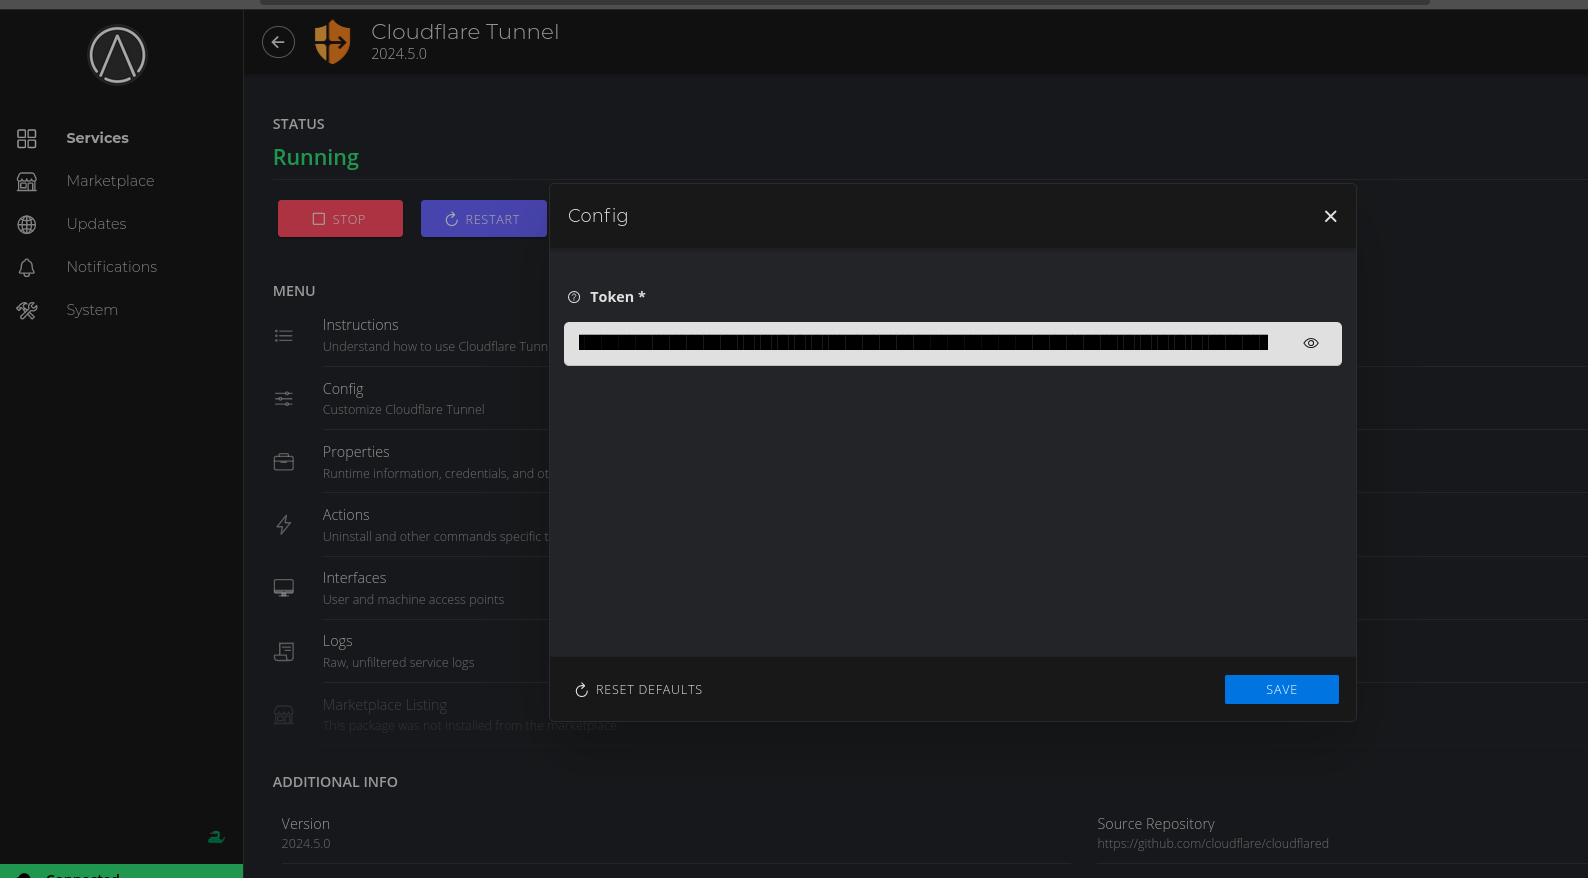 Cloudflare Tunnel
2024.5.0
Services
Marketplace
Updates
Notifications
System
STATUS
Running
STOP
RESTART
MENU
Instructions
Understand how to use Cloudflare Tunn
Config
Customize Cloudflare Tunnel
Properties
Runtime information, credentials, and ot
Actions
Uninstall and other commands specific t
Interfaces
User and machine access points
Logs
Raw, unfiltered service logs
Marketplace Listing
This package was not installed from the marketplace
Config
Token *
RESET DEFAULTS
SAVE
ADDITIONAL INFO
Version
2024.5.0
Source Repository
https://github.com/cloudflare/cloudflared
Connected